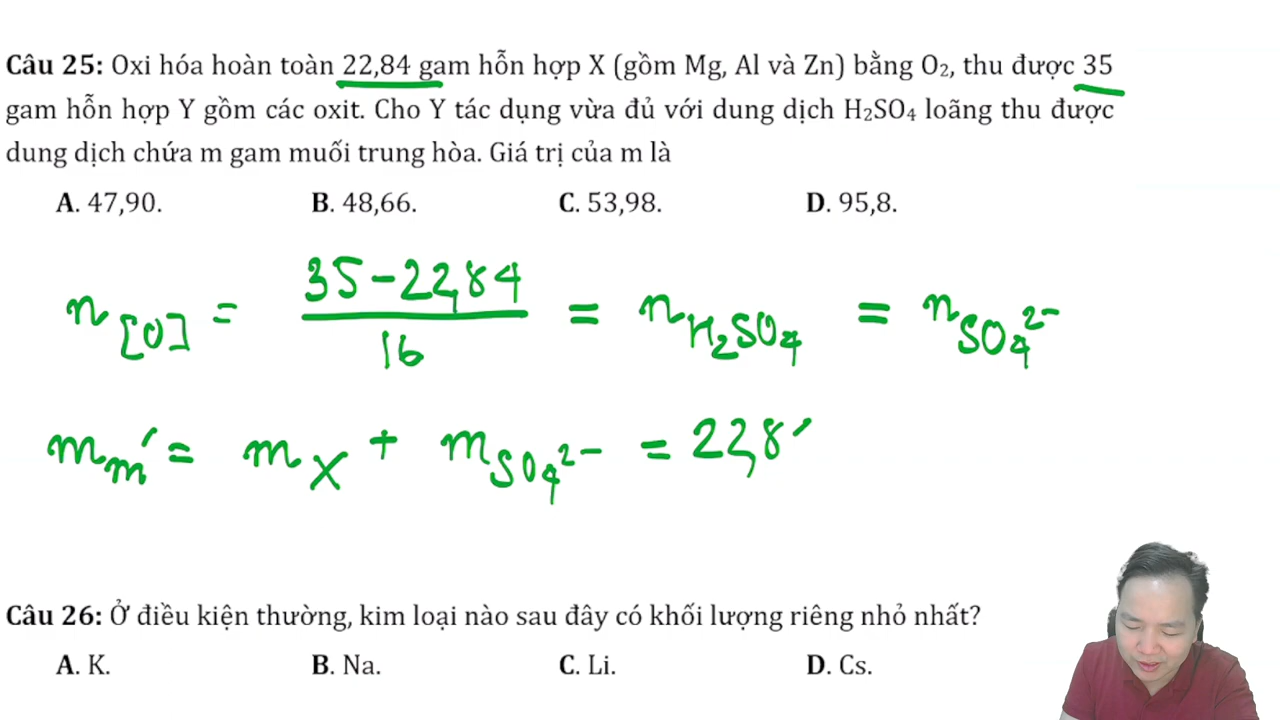 Câu 25: Oxi hóa hoàn toàn 22,84 gam hỗn hợp X (gồm Mg, Al và Zn) bằng O₂, thu được 35
gam hỗn hợp Y gồm các oxit. Cho Y tác dụng vừa đủ với dung dịch H₂SO₄ loãng thu được
dung dịch chứa m gam muối trung hòa. Giá trị của m là
A. 47,90. B. 48,66. C. 53,98. D. 95,8.
n[O] = (35-22,84)/16 = nH₂SO₄ = nSO₄²⁻
mm' = mX + mSO₄²⁻ = 22,8
Câu 26: Ở điều kiện thường, kim loại nào sau đây có khối lượng riêng nhỏ nhất?
A. K. B. Na. C. Li. D. Cs.